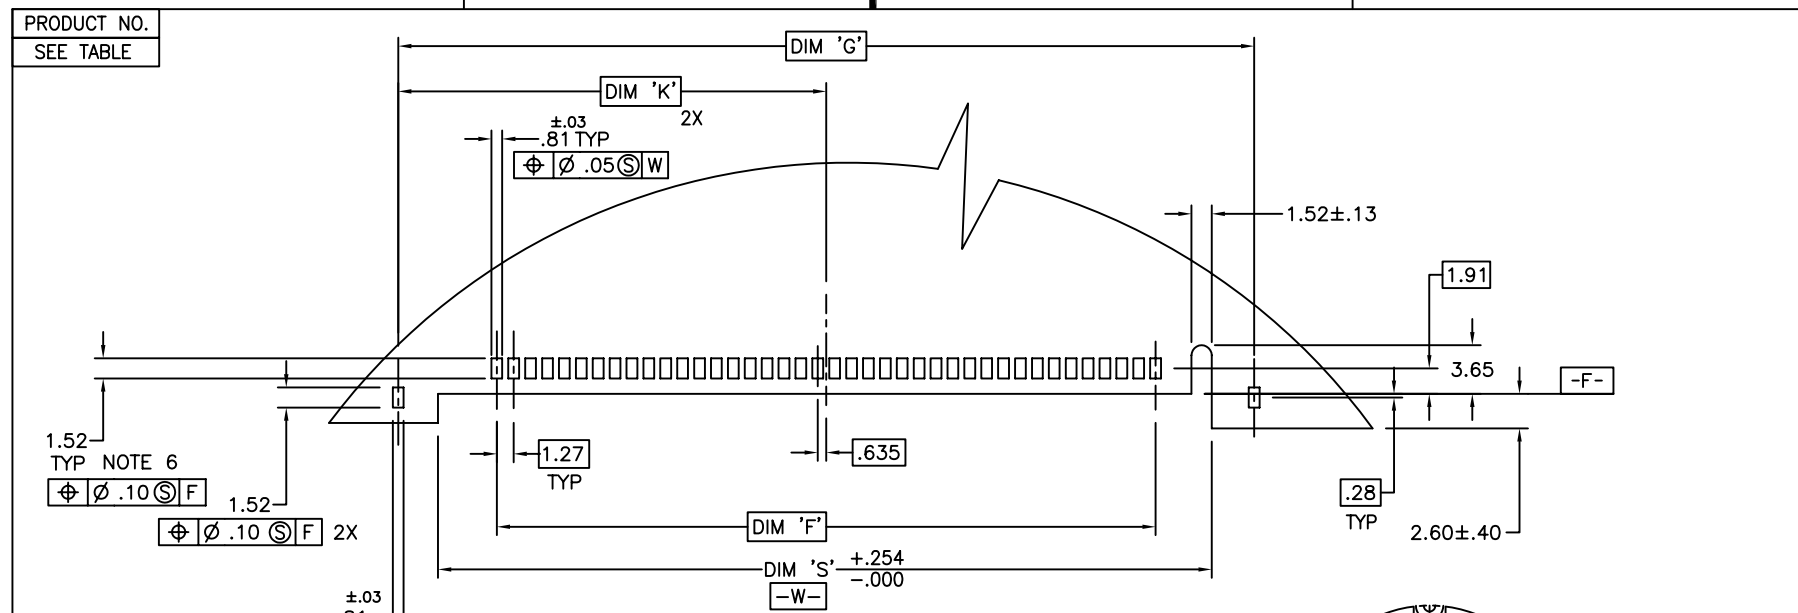 PRODUCT NO.
SEE TABLE
DIM 'G'
DIM 'K'
2X
±.03
.81 TYP
⌖ Ø .05 Ⓢ W
1.52±.13
1.91
3.65
-F-
1.52
TYP NOTE 6
⌖ Ø .10 Ⓢ F
1.52
⌖ Ø .10 Ⓢ F 2X
1.27
TYP
.635
.28
TYP
2.60±.40
DIM 'F'
DIM 'S' +.254
-.000
-W-
±.03